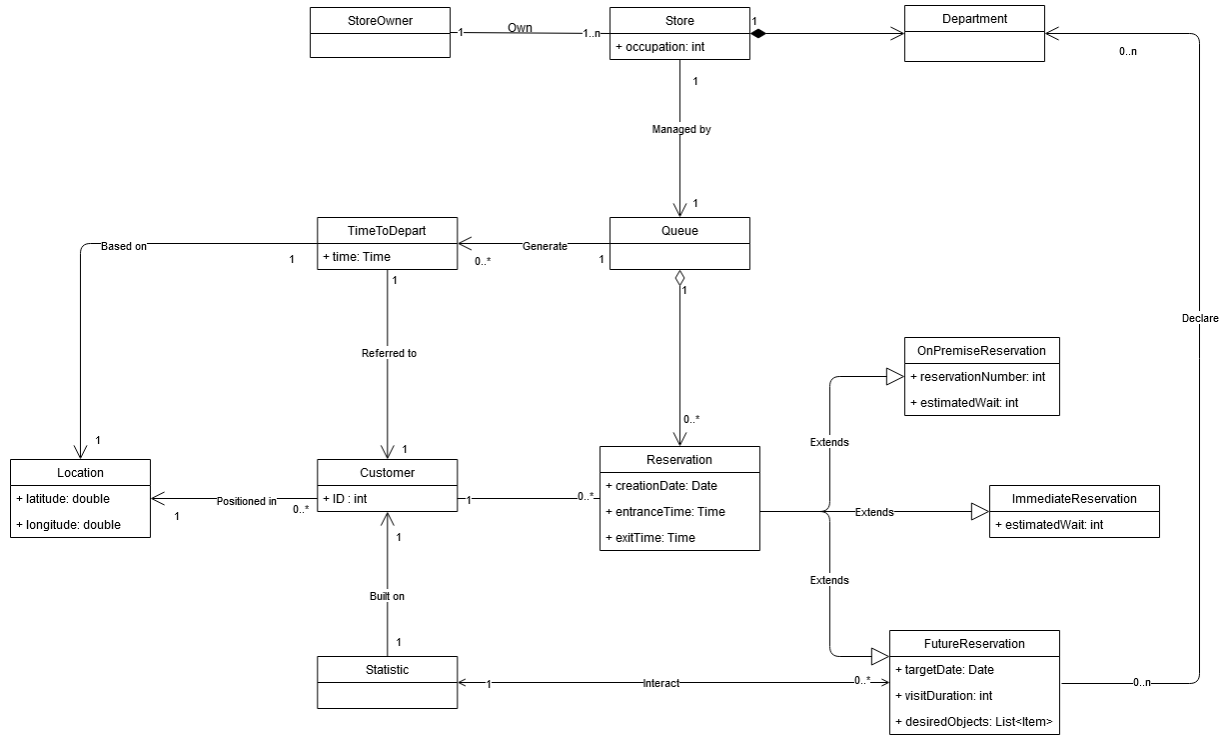 StoreOwner
1
Own
1..n
Store
+ occupation: int
1
Department
0..n
1
Managed by
1
Declare
TimeToDepart
+ time: Time
Based on
1
Generate
0..*
1
Queue
1
1
Referred to
1
0..*
1
OnPremiseReservation
+ reservationNumber: int
+ estimatedWait: int
Extends
Location
+ latitude: double
+ longitude: double
Positioned in
1
0..*
Customer
+ ID : int
1
0..*
Reservation
+ creationDate: Date
+ entranceTime: Time
+ exitTime: Time
Extends
ImmediateReservation
+ estimatedWait: int
1
Built on
1
Extends
Statistic
1
Interact
0..*
FutureReservation
+ targetDate: Date
+ visitDuration: int
+ desiredObjects: List<Item>
0..n